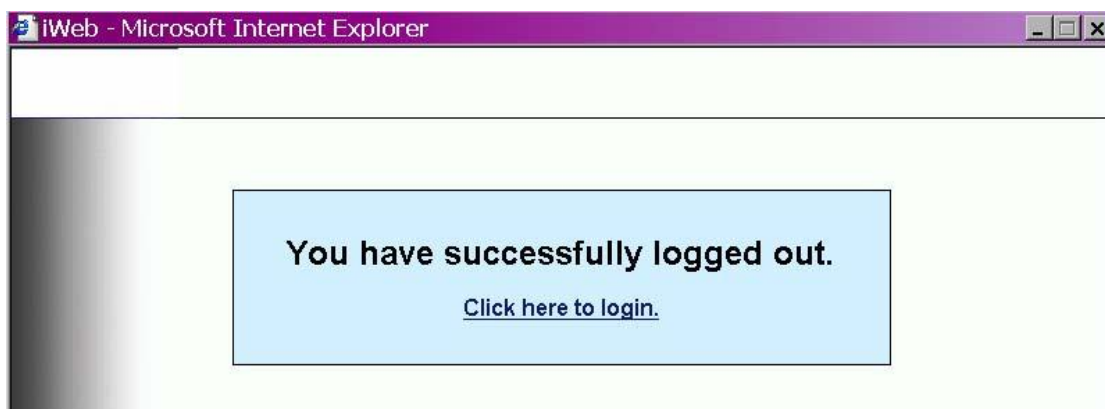 iWeb - Microsoft Internet Explorer
You have successfully logged out.
Click here to login.